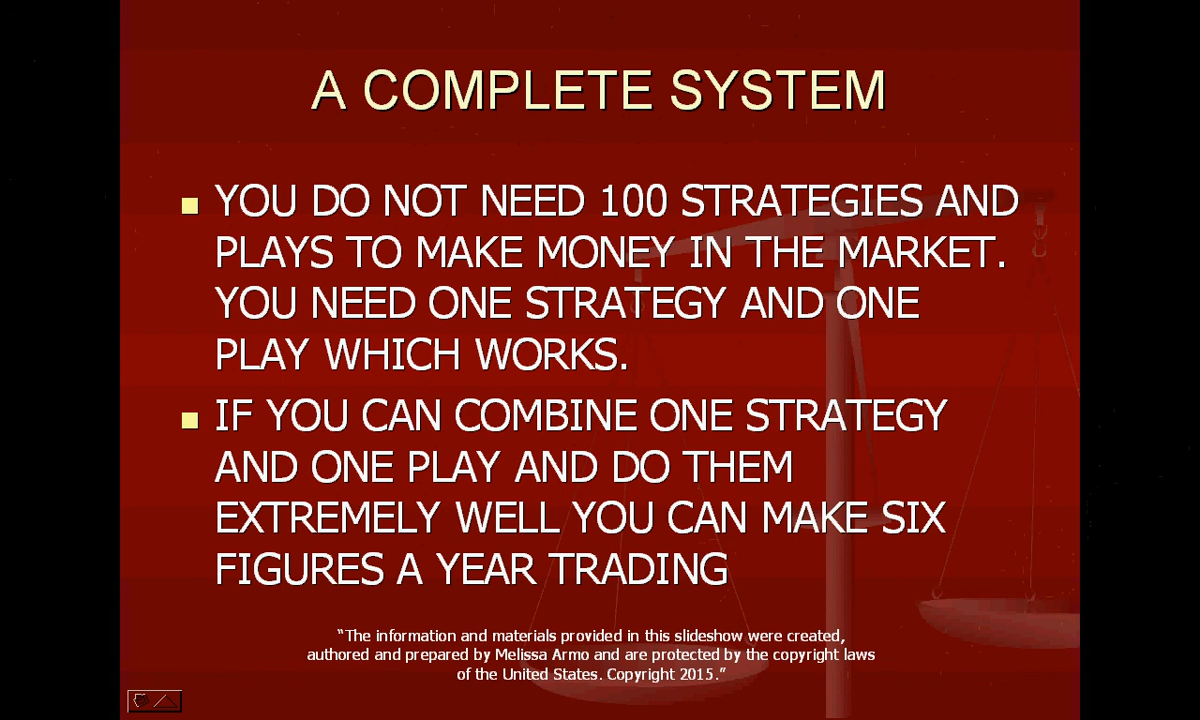 A COMPLETE SYSTEM
YOU DO NOT NEED 100 STRATEGIES AND
PLAYS TO MAKE MONEY IN THE MARKET.
YOU NEED ONE STRATEGY AND ONE
PLAY WHICH WORKS.
IF YOU CAN COMBINE ONE STRATEGY
AND ONE PLAY AND DO THEM
EXTREMELY WELL YOU CAN MAKE SIX
FIGURES A YEAR TRADING
“The information and materials provided in this slideshow were created,
authored and prepared by Melissa Armo and are protected by the copyright laws
of the United States. Copyright 2015.”